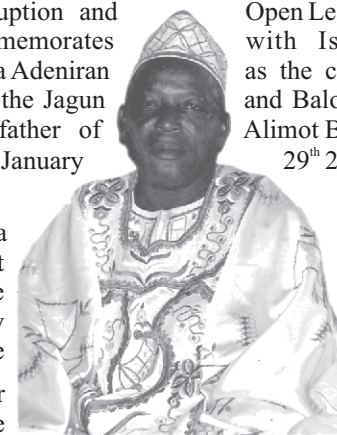 uption and
memorates
a Adeniran
the Jagun
father of
January
a
t
e
y
e
r
e
Open Le
with Is
as the c
and Balo
Alimot B
29th 2